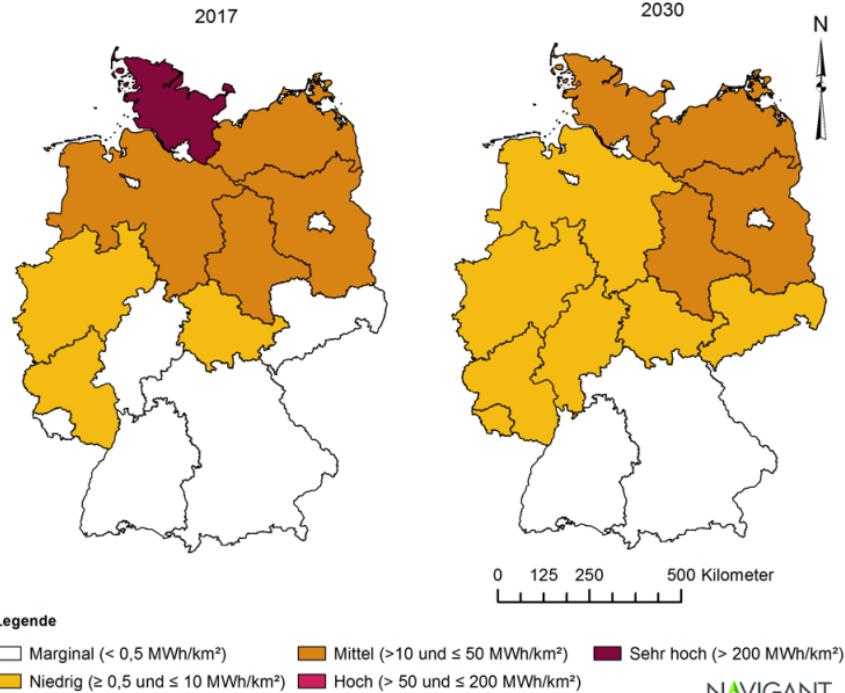 2017
2030
N
0 125 250 500 Kilometer
Legende
Marginal (< 0,5 MWh/km²)
Mittel (>10 und ≤ 50 MWh/km²)
Sehr hoch (> 200 MWh/km²)
Niedrig (≥ 0,5 und ≤ 10 MWh/km²)
Hoch (> 50 und ≤ 200 MWh/km²)
NAVIGANT